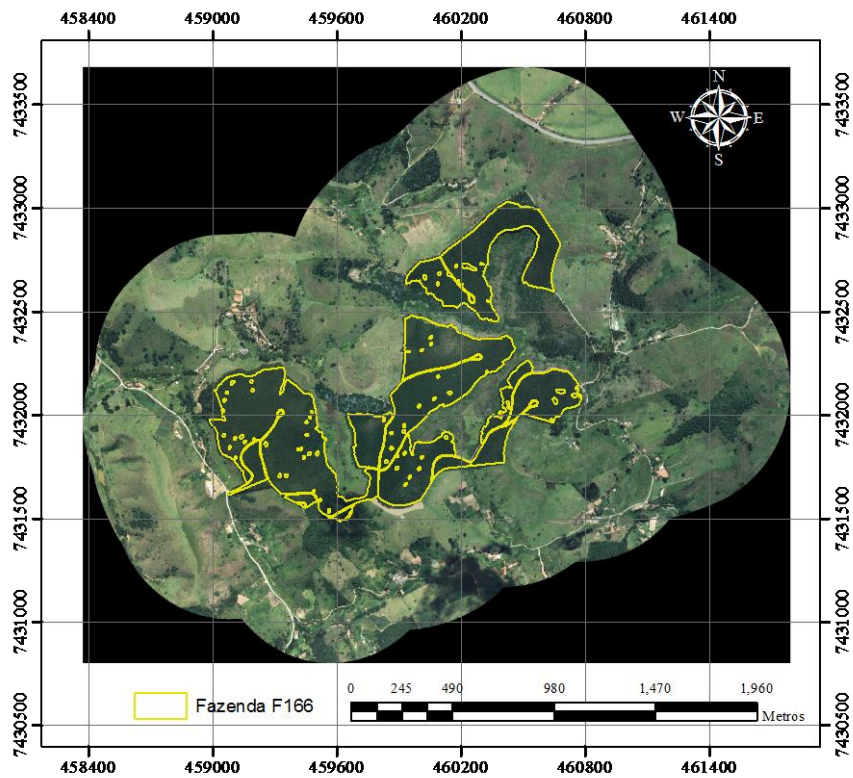 458400 459000 459600 460200 460800 461400
7433500 7433500
N
W E
S
7433000 7433000
7432500 7432500
7432000 7432000
7431500 7431500
7431000 7431000
7430500 7430500
Fazenda F166
0 245 490 980 1,470 1,960
Metros
458400 459000 459600 460200 460800 461400